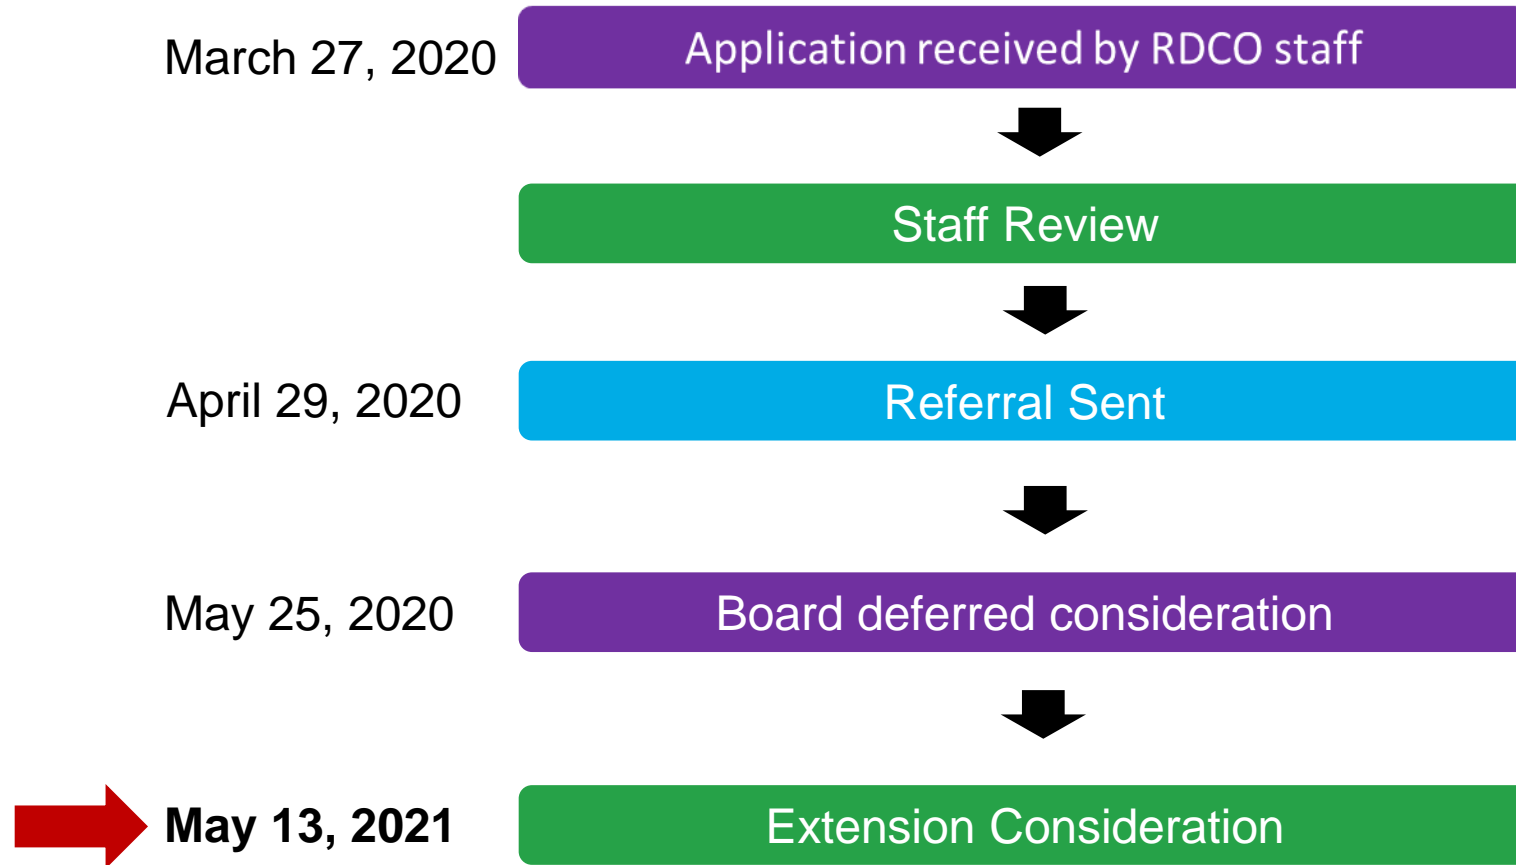 March 27, 2020
Application received by RDCO staff
Staff Review
April 29, 2020
Referral Sent
May 25, 2020
Board deferred consideration
May 13, 2021
Extension Consideration